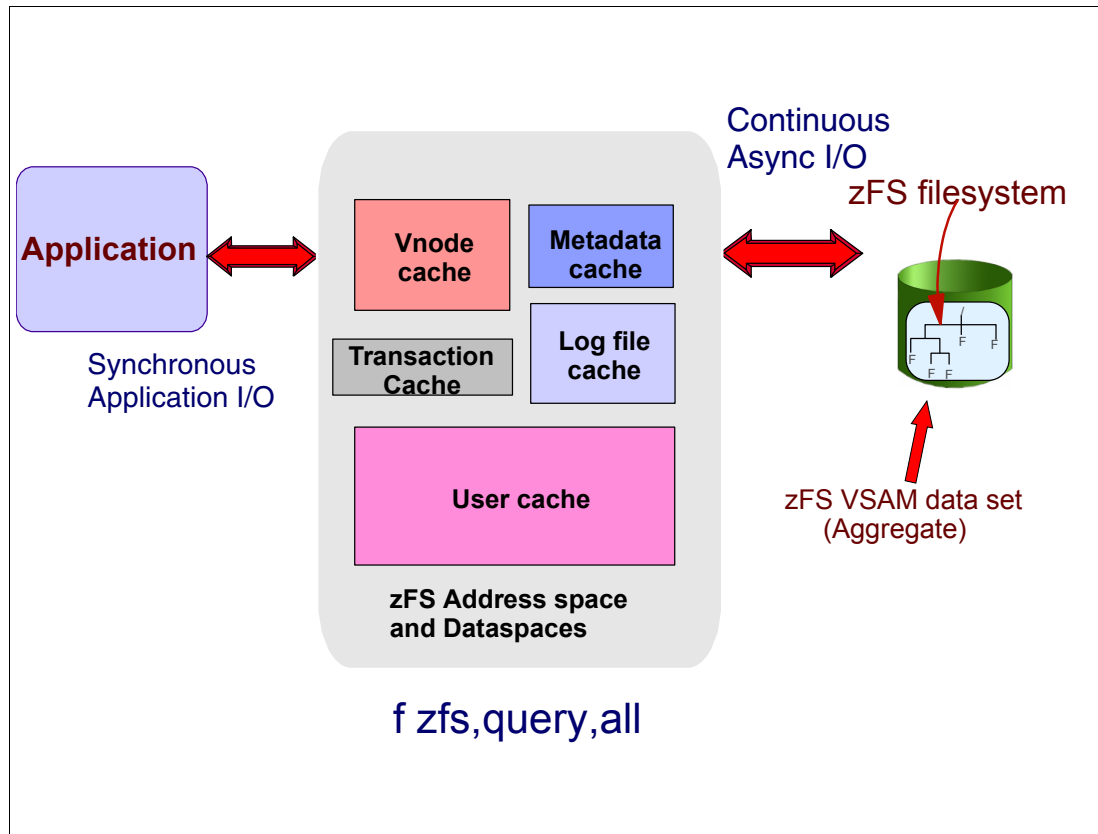 Continuous
Async I/O
zFS filesystem
Application
Vnode
cache
Metadata
cache
Transaction
Cache
Log file
cache
Synchronous
Application I/O
/
F
F
F
F F
User cache
zFS VSAM data set
(Aggregate)
zFS Address space
and Dataspaces
f zfs,query,all